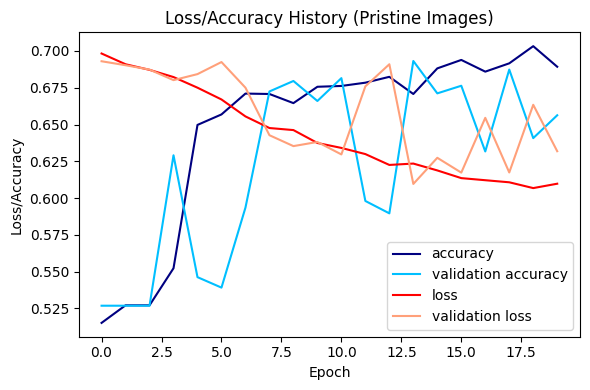 Loss/Accuracy History (Pristine Images)
Loss/Accuracy
0.700
0.675
0.650
0.625
0.600
0.575
0.550
0.525
accuracy
validation accuracy
loss
validation loss
0.0 2.5 5.0 7.5 10.0 12.5 15.0 17.5
Epoch